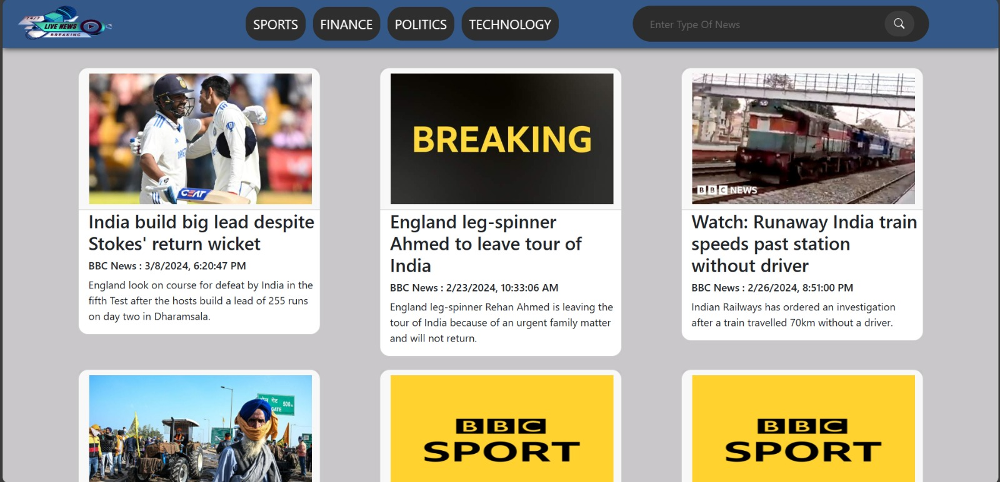 24/7
LIVE NEWS
BREAKING
SPORTS
FINANCE
POLITICS
TECHNOLOGY
Enter Type Of News
CEAT
India build big lead despite
Stokes' return wicket
BBC News : 3/8/2024, 6:20:47 PM
England look on course for defeat by India in the
fifth Test after the hosts build a lead of 255 runs
on day two in Dharamsala.
BREAKING
England leg-spinner
Ahmed to leave tour of
India
BBC News : 2/23/2024, 10:33:06 AM
England leg-spinner Rehan Ahmed is leaving the
tour of India because of an urgent family matter
and will not return.
BBC NEWS
Watch: Runaway India train
speeds past station
without driver
BBC News : 2/26/2024, 8:51:00 PM
Indian Railways has ordered an investigation
after a train travelled 70km without a driver.
गेट 500
GATE
BBC
SPORT
BBC
SPORT